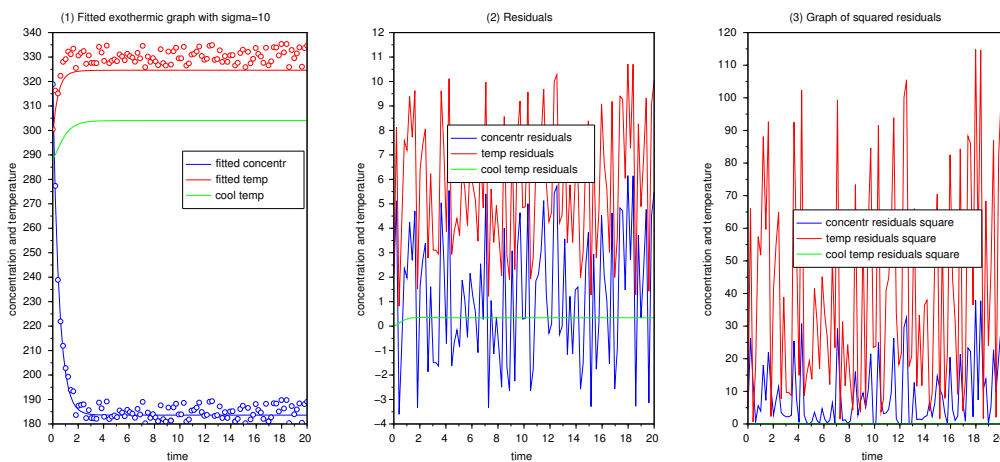 (1) Fitted exothermic graph with sigma=10
340
330
320
310
300
290
280
270
260
250
240
230
220
210
200
190
180
concentration and temperature
0 2 4 6 8 10 12 14 16 18 20
time
fitted concentr
fitted temp
cool temp
(2) Residuals
12
11
10
9
8
7
6
5
4
3
2
1
0
−1
−2
−3
−4
concentration and temperature
0 2 4 6 8 10 12 14 16 18 20
time
concentr residuals
temp residuals
cool temp residuals
(3) Graph of squared residuals
120
110
100
90
80
70
60
50
40
30
20
10
0
concentration and temperature
0 2 4 6 8 10 12 14 16 18 20
time
concentr residuals square
temp residuals square
cool temp residuals square